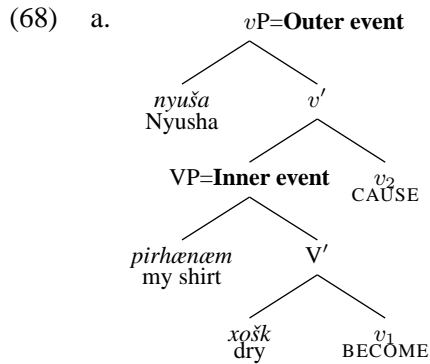 (68) a. vP=Outer event
nyuša v′
Nyusha
VP=Inner event v₂
CAUSE
pirhænæm V′
my shirt
xošk v₁
dry BECOME